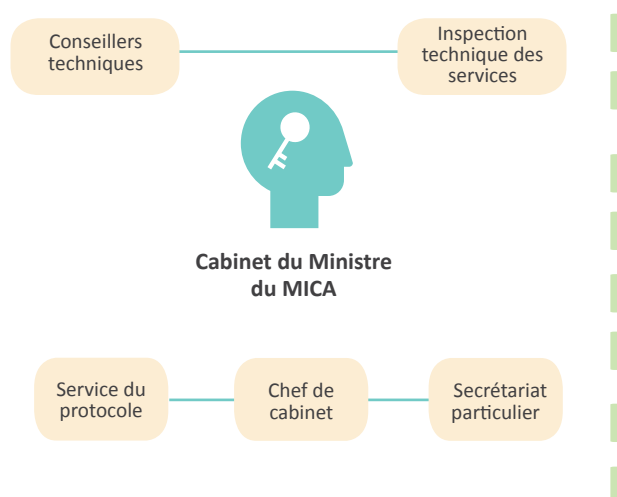 Conseillers
techniques
Inspection
technique des
services
Cabinet du Ministre
du MICA
Service du
protocole
Chef de
cabinet
Secrétariat
particulier